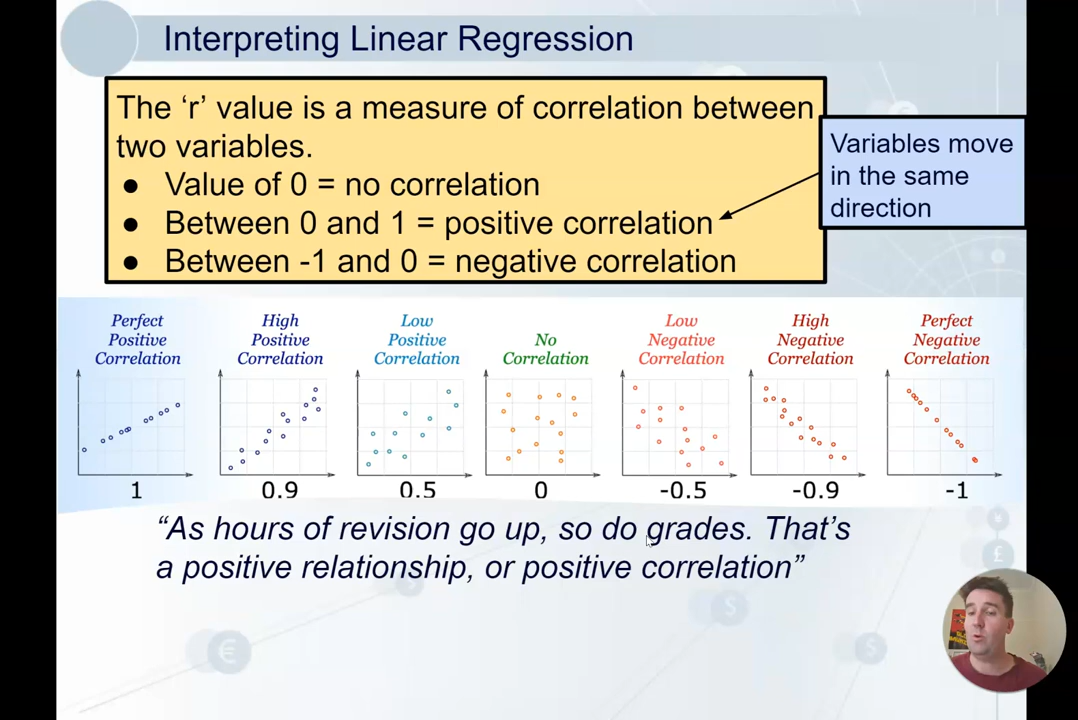 Interpreting Linear Regression
The ‘r’ value is a measure of correlation between
two variables.
● Value of 0 = no correlation
● Between 0 and 1 = positive correlation
● Between -1 and 0 = negative correlation
Variables move
in the same
direction
Perfect
Positive
Correlation
High
Positive
Correlation
Low
Positive
Correlation
No
Correlation
Low
Negative
Correlation
High
Negative
Correlation
Perfect
Negative
Correlation
1
0.9
0.5
0
-0.5
-0.9
-1
“As hours of revision go up, so do grades. That’s
a positive relationship, or positive correlation”